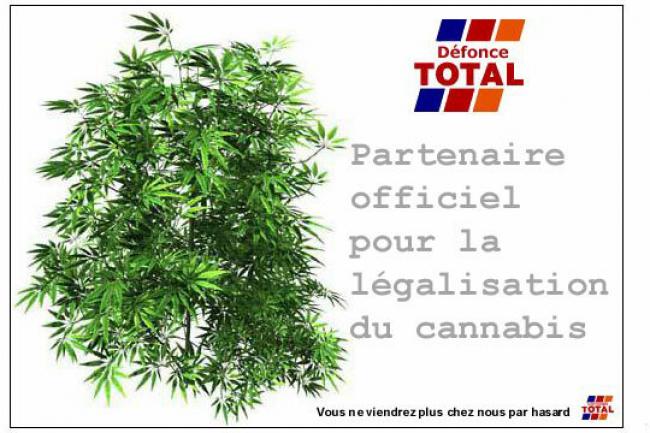 Défonce
TOTAL
Partenaire
officiel
pour la
légalisation
du cannabis
Vous ne viendrez plus chez nous par hasard
TOTAL